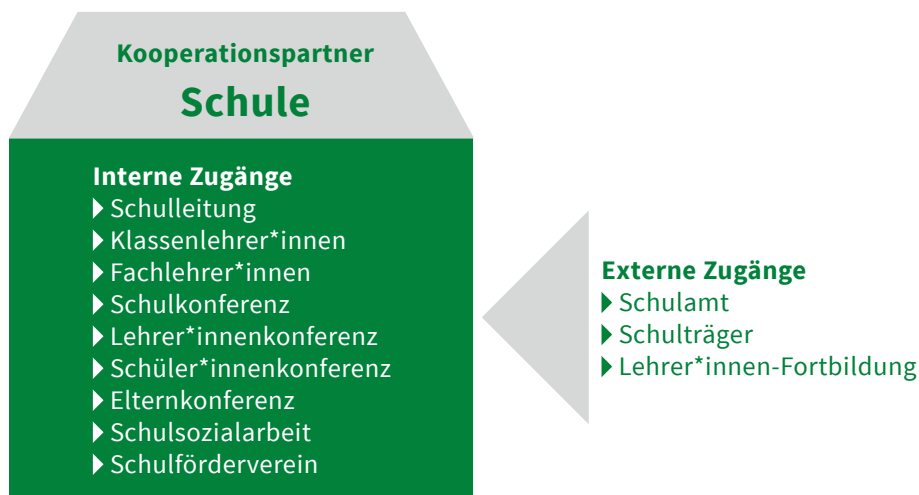 Kooperationspartner
Schule
Interne Zugänge
Schulleitung
Klassenlehrer*innen
Fachlehrer*innen
Schulkonferenz
Lehrer*innenkonferenz
Schüler*innenkonferenz
Elternkonferenz
Schulsozialarbeit
Schulförderverein
Externe Zugänge
Schulamt
Schulträger
Lehrer*innen-Fortbildung